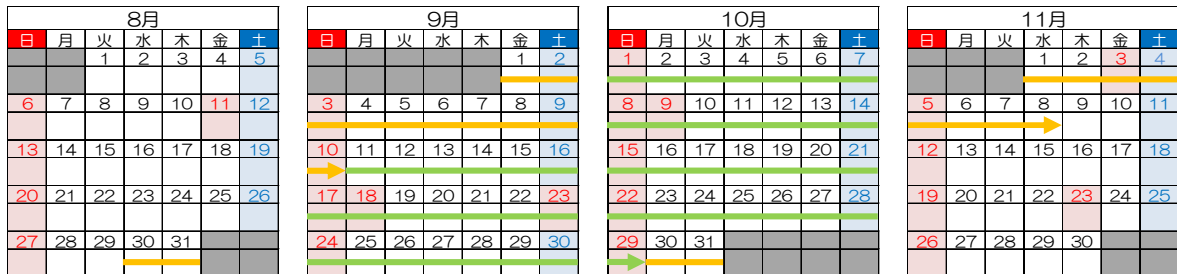 8月
日 月 火 水 木 金 土
1 2 3 4 5
6 7 8 9 10 11 12
13 14 15 16 17 18 19
20 21 22 23 24 25 26
27 28 29 30 31
9月
日 月 火 水 木 金 土
1 2
3 4 5 6 7 8 9
10 11 12 13 14 15 16
17 18 19 20 21 22 23
24 25 26 27 28 29 30
10月
日 月 火 水 木 金 土
1 2 3 4 5 6 7
8 9 10 11 12 13 14
15 16 17 18 19 20 21
22 23 24 25 26 27 28
29 30 31
11月
日 月 火 水 木 金 土
1 2 3 4
5 6 7 8 9 10 11
12 13 14 15 16 17 18
19 20 21 22 23 24 25
26 27 28 29 30